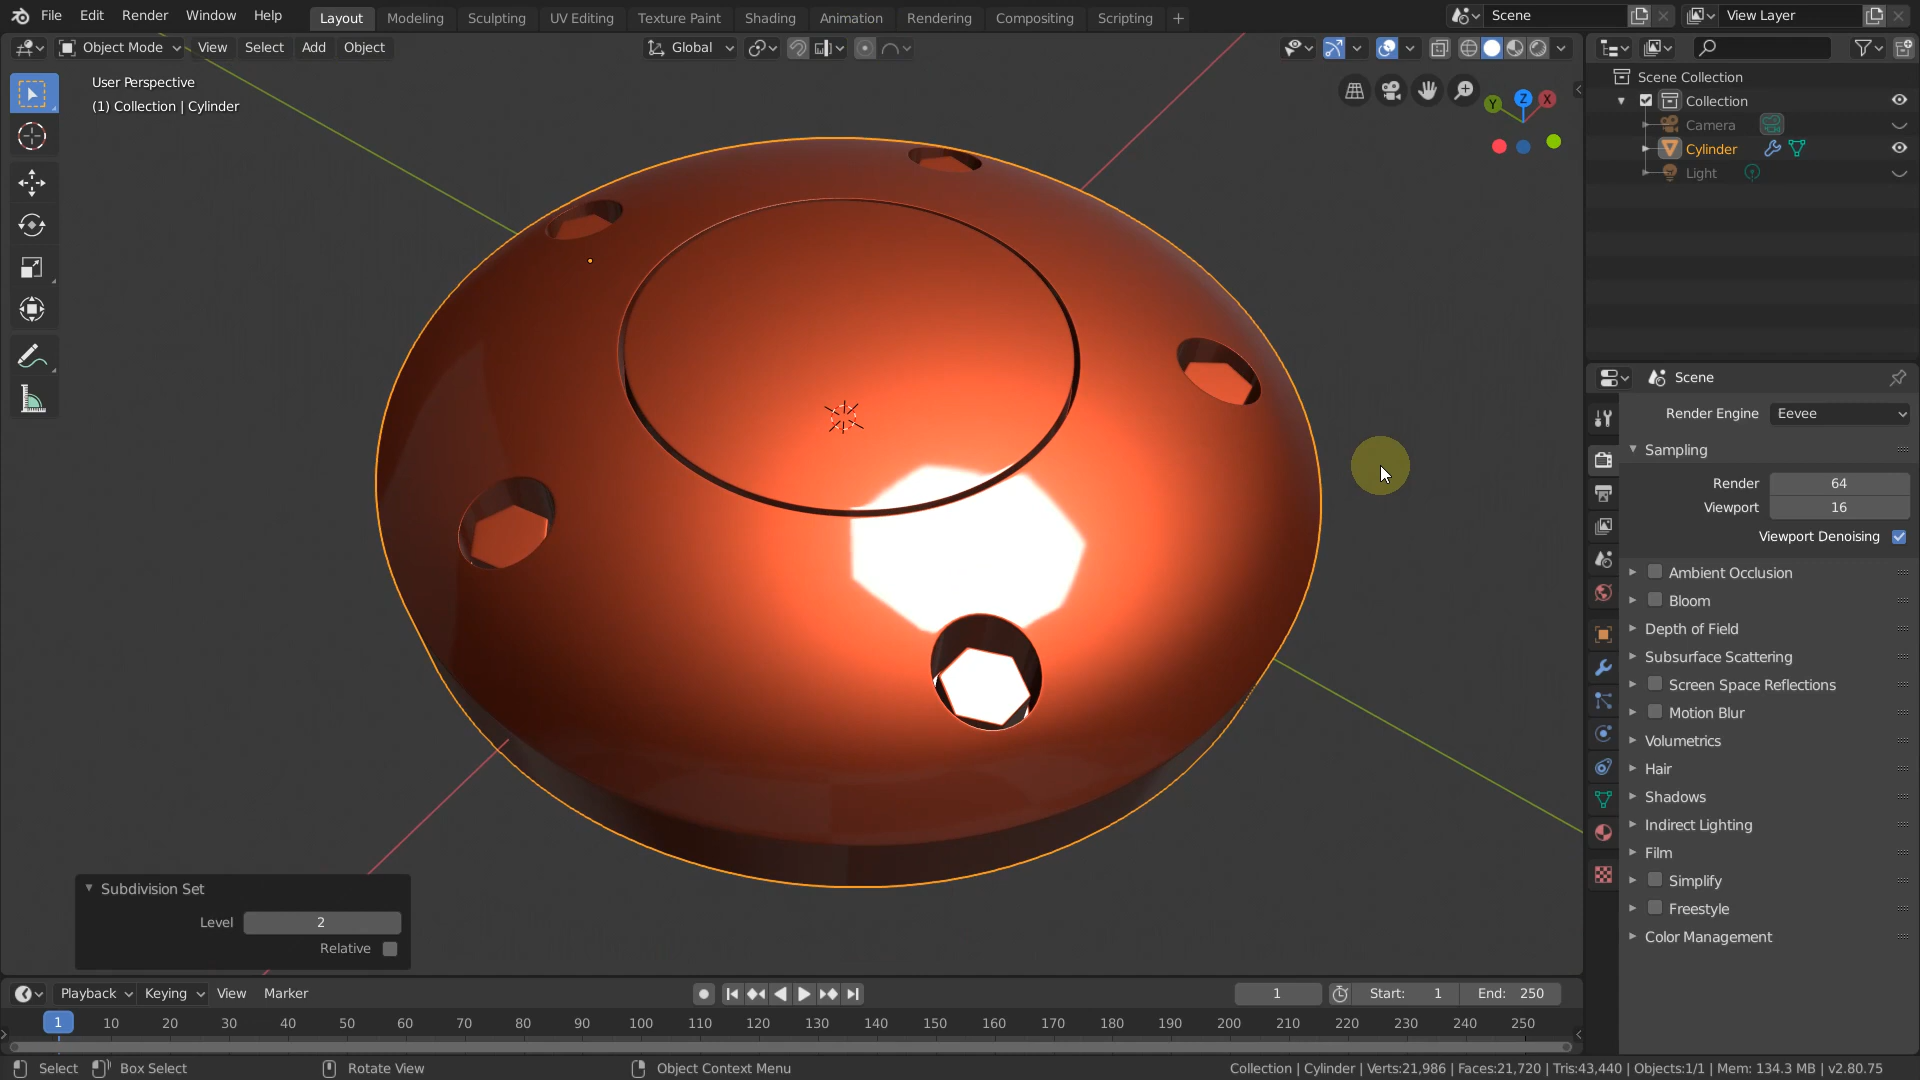 File Edit Render Window Help Layout Modeling Sculpting UV Editing Texture Paint Shading Animation Rendering Compositing Scripting + Scene View Layer
Object Mode View Select Add Object Global
User Perspective
(1) Collection | Cylinder
Y Z X
Scene Collection
Collection
Camera
Cylinder
Light
Scene
Render Engine Eevee
Sampling
Render 64
Viewport 16
Viewport Denoising
Ambient Occlusion
Bloom
Depth of Field
Subsurface Scattering
Screen Space Reflections
Motion Blur
Volumetrics
Hair
Shadows
Indirect Lighting
Film
Simplify
Freestyle
Color Management
Subdivision Set
Level 2
Relative
Playback Keying View Marker 1 Start: 1 End: 250
1 10 20 30 40 50 60 70 80 90 100 110 120 130 140 150 160 170 180 190 200 210 220 230 240 250
Select Box Select Rotate View Object Context Menu Collection | Cylinder | Verts:21,986 | Faces:21,720 | Tris:43,440 | Objects:1/1 | Mem: 134.3 MB | v2.80.75